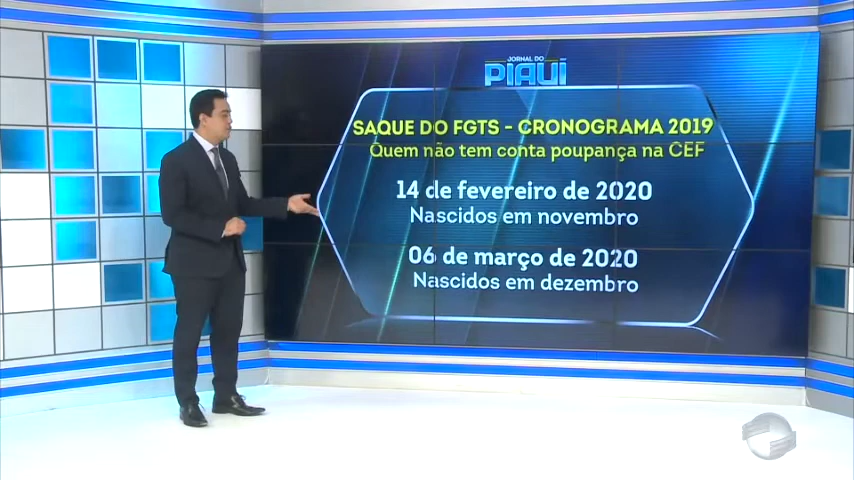 JORNAL DO
PIAUÍ
SAQUE DO FGTS - CRONOGRAMA 2019
Quem não tem conta poupança na CEF
14 de fevereiro de 2020
Nascidos em novembro
06 de março de 2020
Nascidos em dezembro